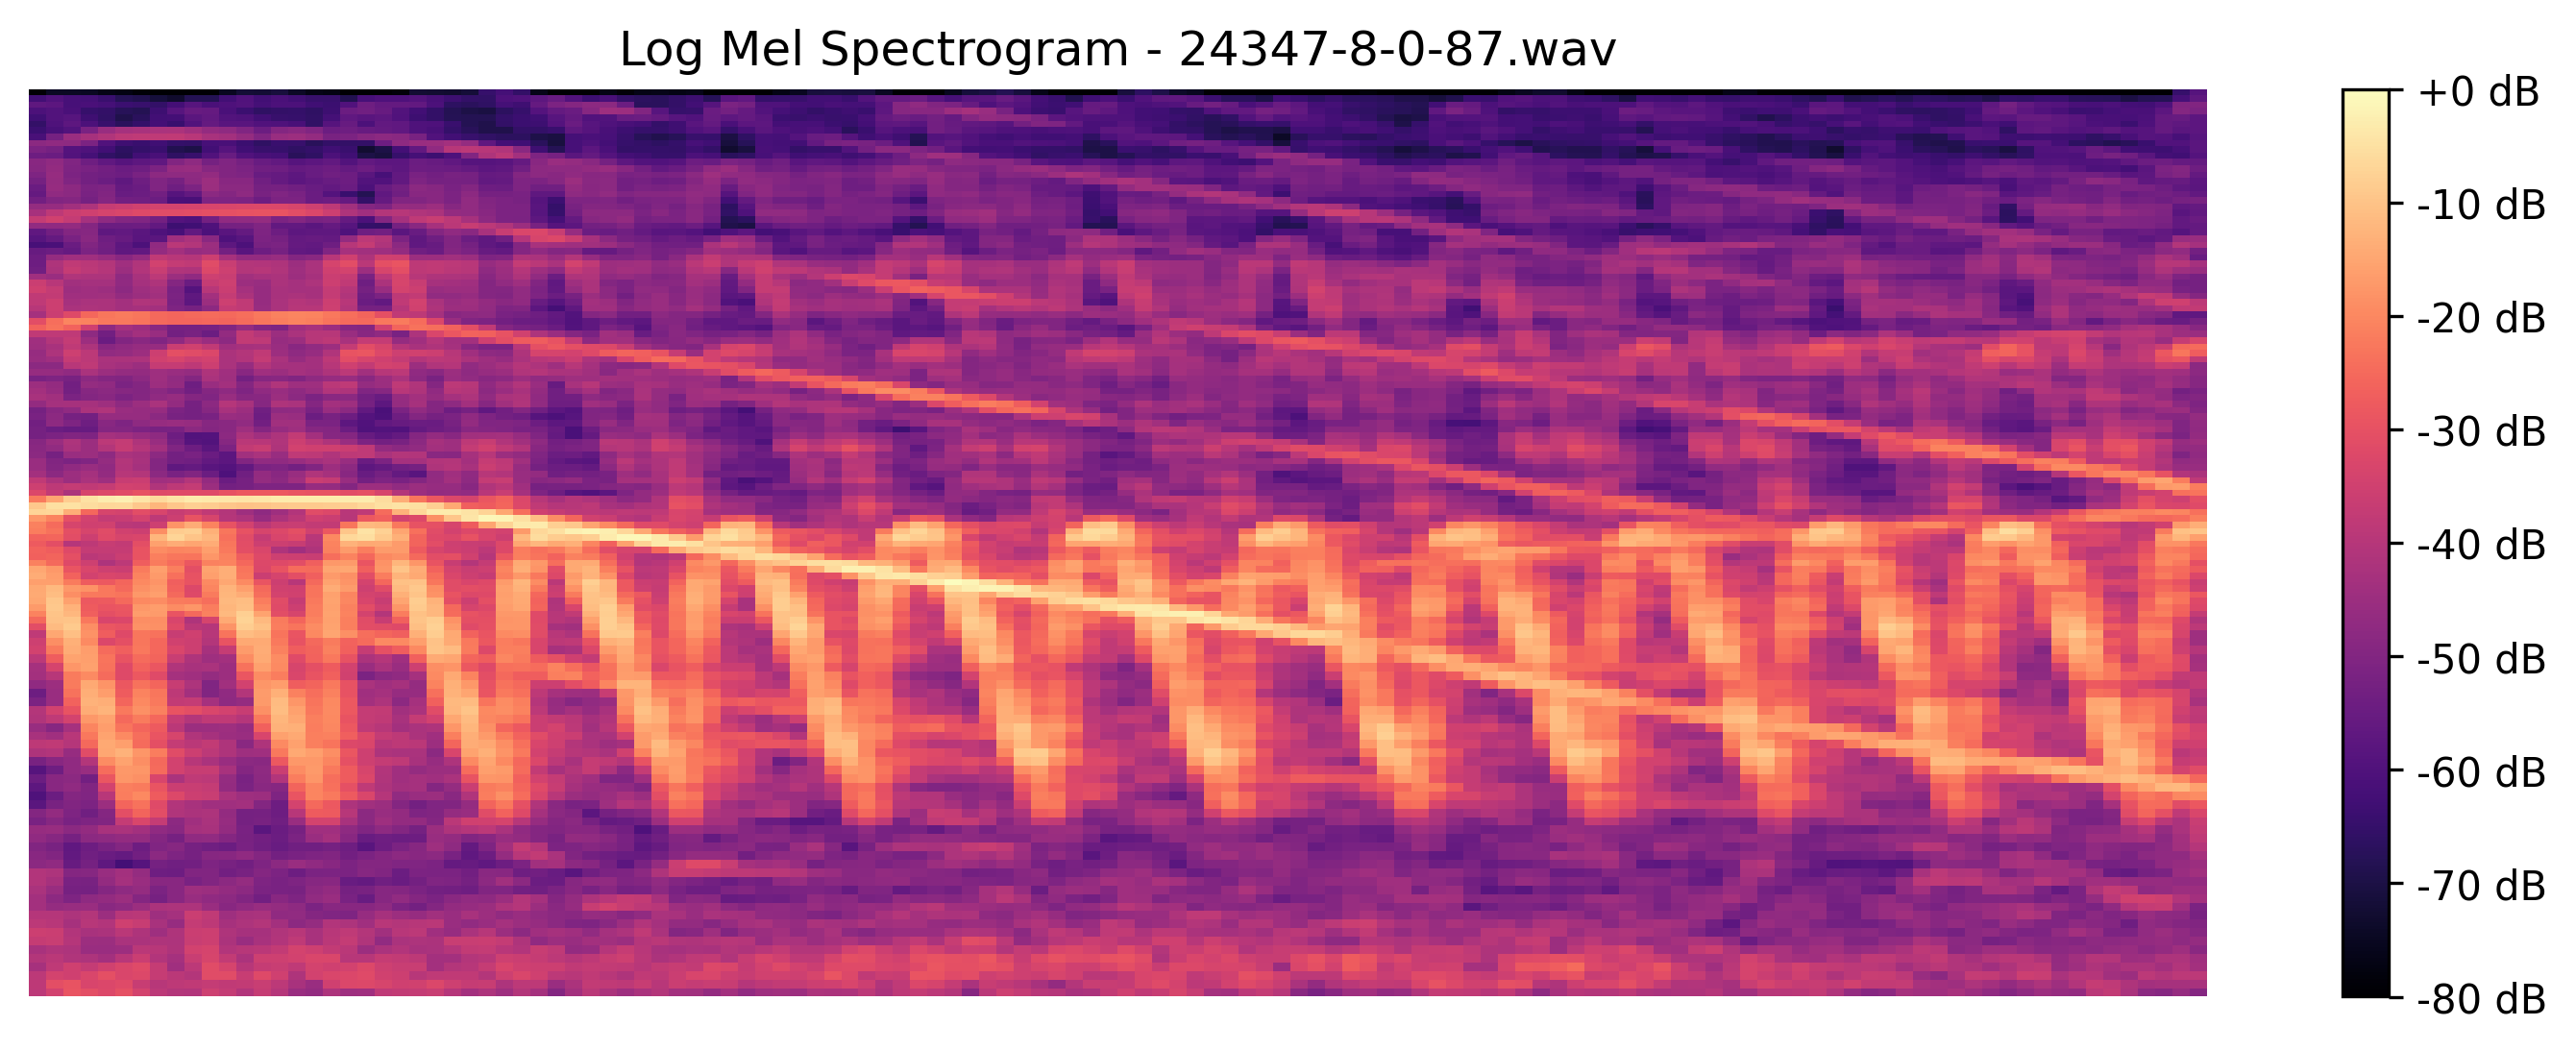 Log Mel Spectrogram - 24347-8-0-87.wav
+0 dB
-10 dB
-20 dB
-30 dB
-40 dB
-50 dB
-60 dB
-70 dB
-80 dB